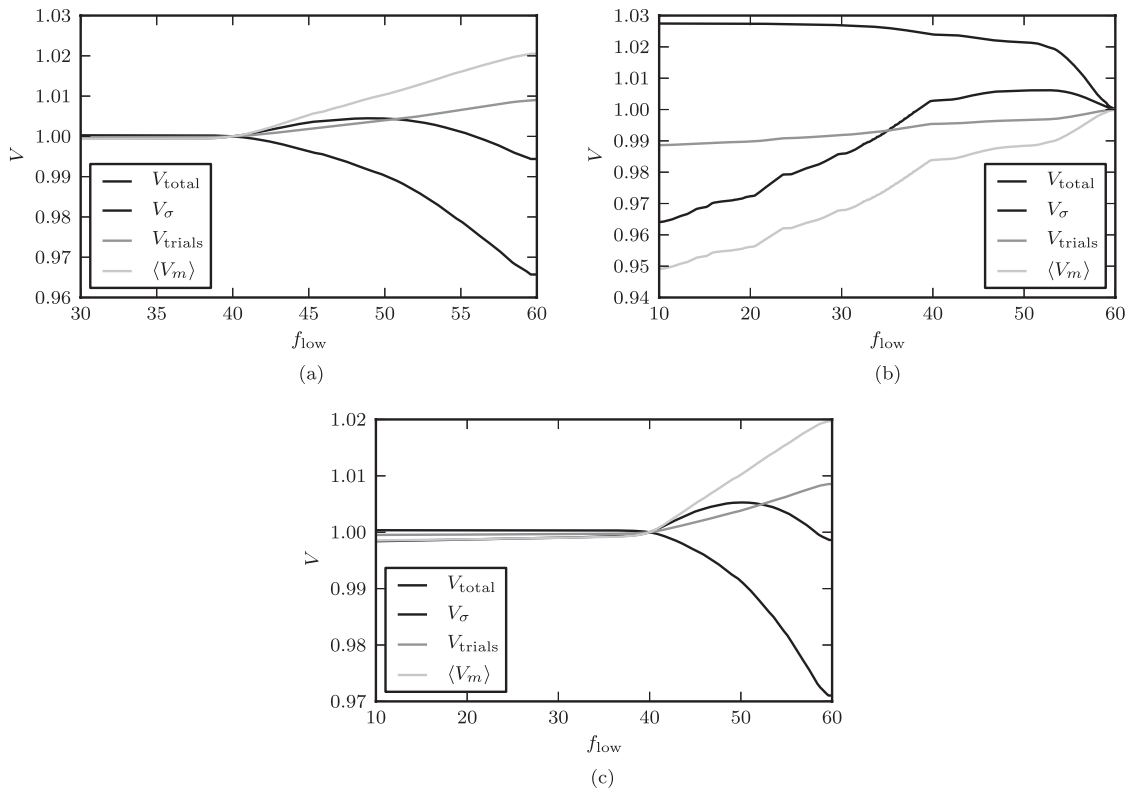 1.03
1.02
1.01
1.00
0.99
0.98
0.97
0.96
V
V_total
V_σ
V_trials
⟨V_m⟩
30 35 40 45 50 55 60
f_low
(a)
1.03
1.02
1.01
1.00
0.99
0.98
0.97
0.96
0.95
0.94
V
V_total
V_σ
V_trials
⟨V_m⟩
10 20 30 40 50 60
f_low
(b)
1.02
1.01
1.00
0.99
0.98
0.97
V
V_total
V_σ
V_trials
⟨V_m⟩
10 20 30 40 50 60
f_low
(c)